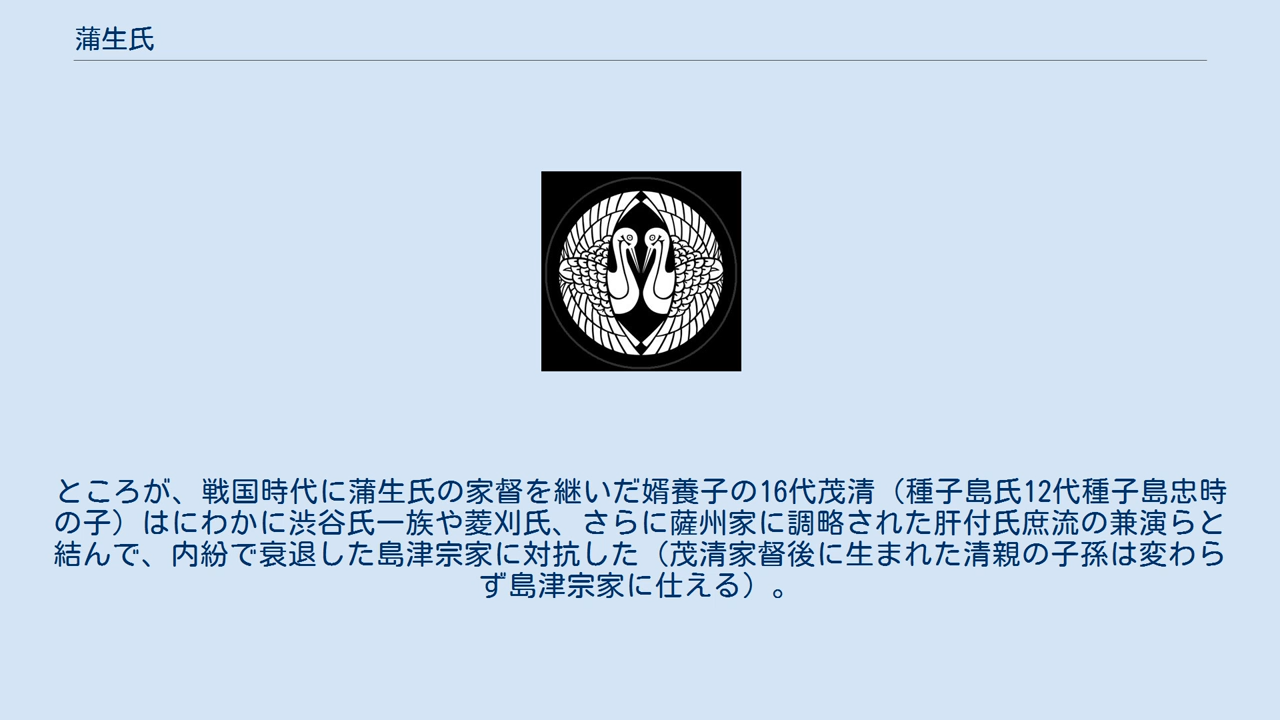 蒲生氏
ところが、戦国時代に蒲生氏の家督を継いだ婿養子の16代茂清（種子島氏12代種子島忠時
の子）はにわかに渋谷氏一族や菱刈氏、さらに薩州家に調略された肝付氏庶流の兼演らと
結んで、内紛で衰退した島津宗家に対抗した（茂清家督後に生まれた清親の子孫は変わら
ず島津宗家に仕える）。